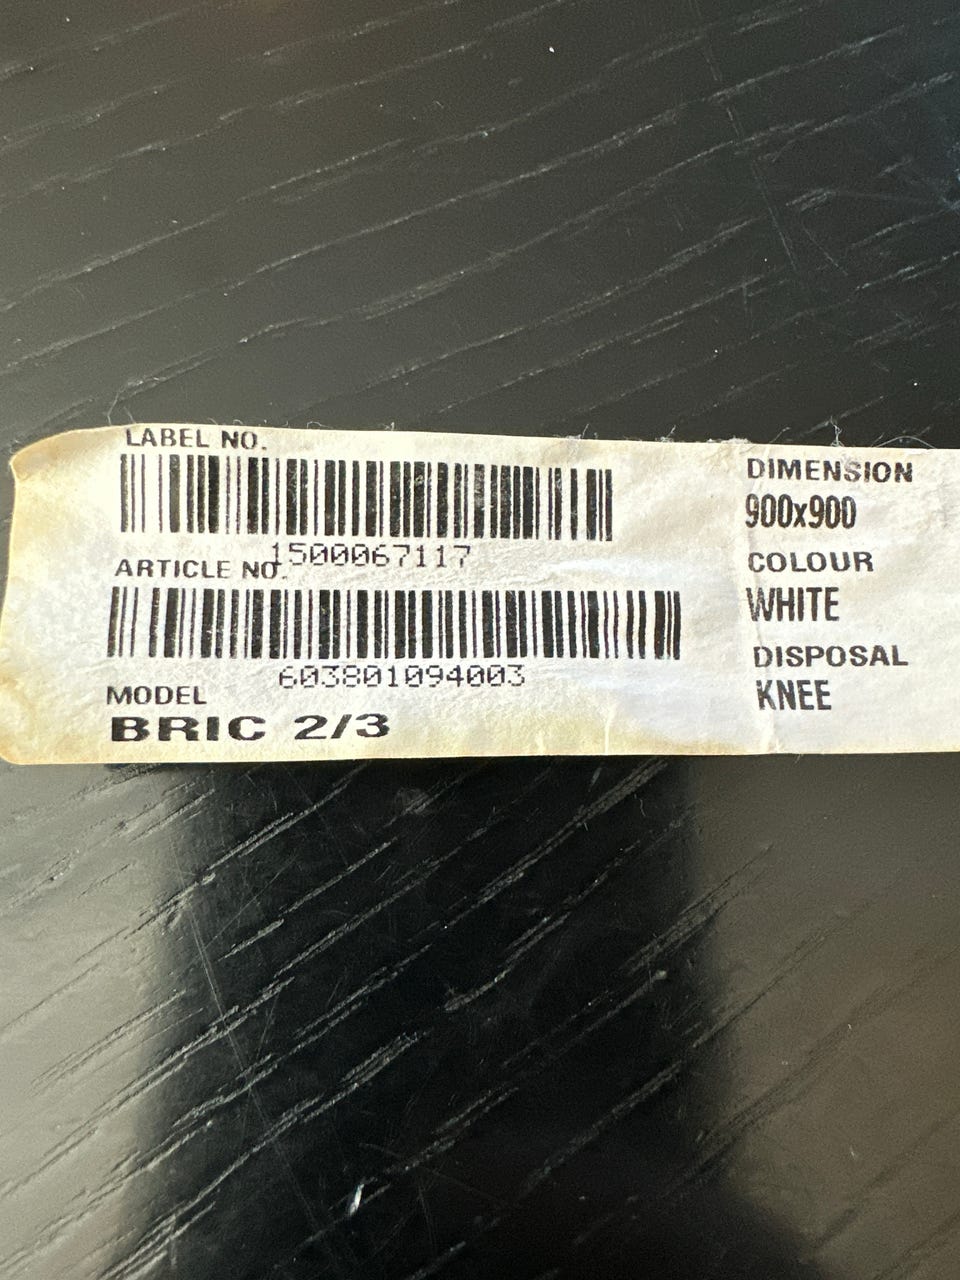 LABEL NO.
1500067117
ARTICLE NO.
603801094003
MODEL
BRIC 2/3
DIMENSION
900x900
COLOUR
WHITE
DISPOSAL
KNEE